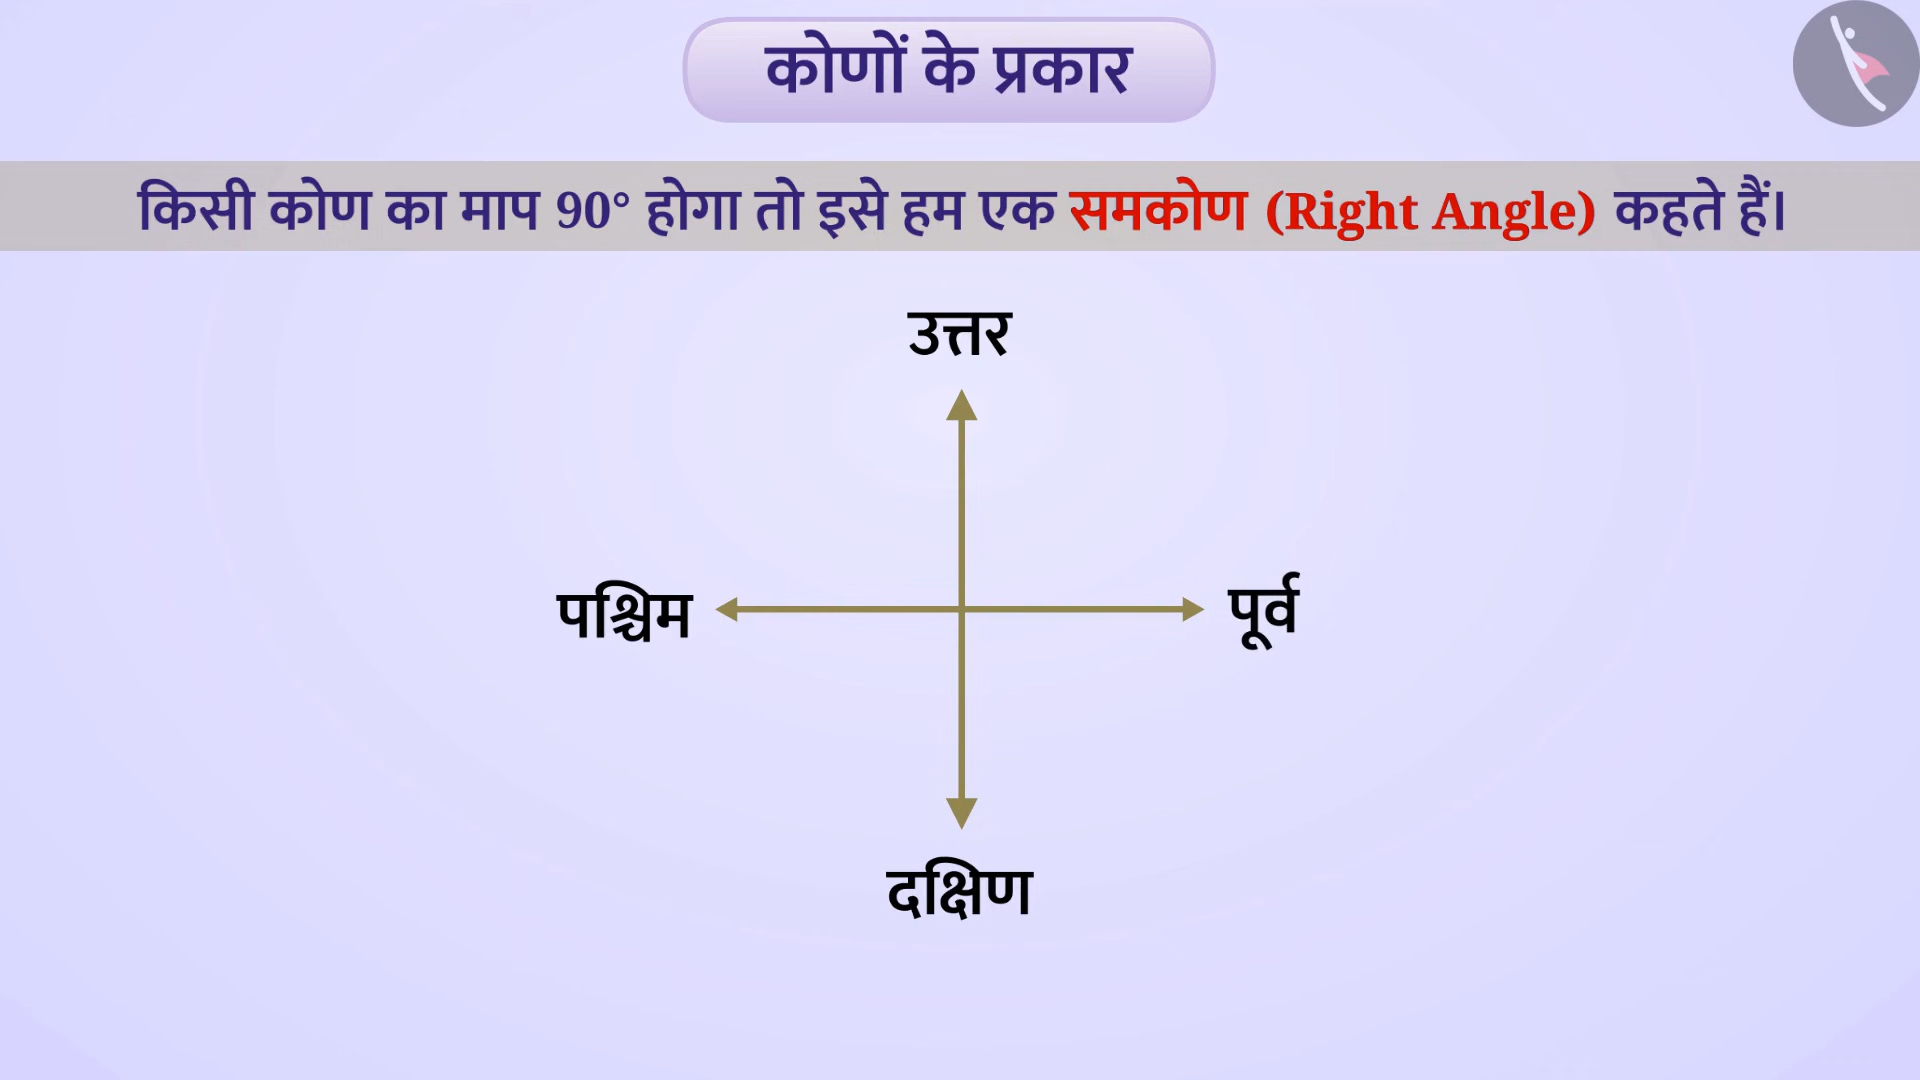 कोणों के प्रकार
किसी कोण का माप 90° होगा तो इसे हम एक समकोण (Right Angle) कहते हैं।
उत्तर
पश्चिम
पूर्व
दक्षिण